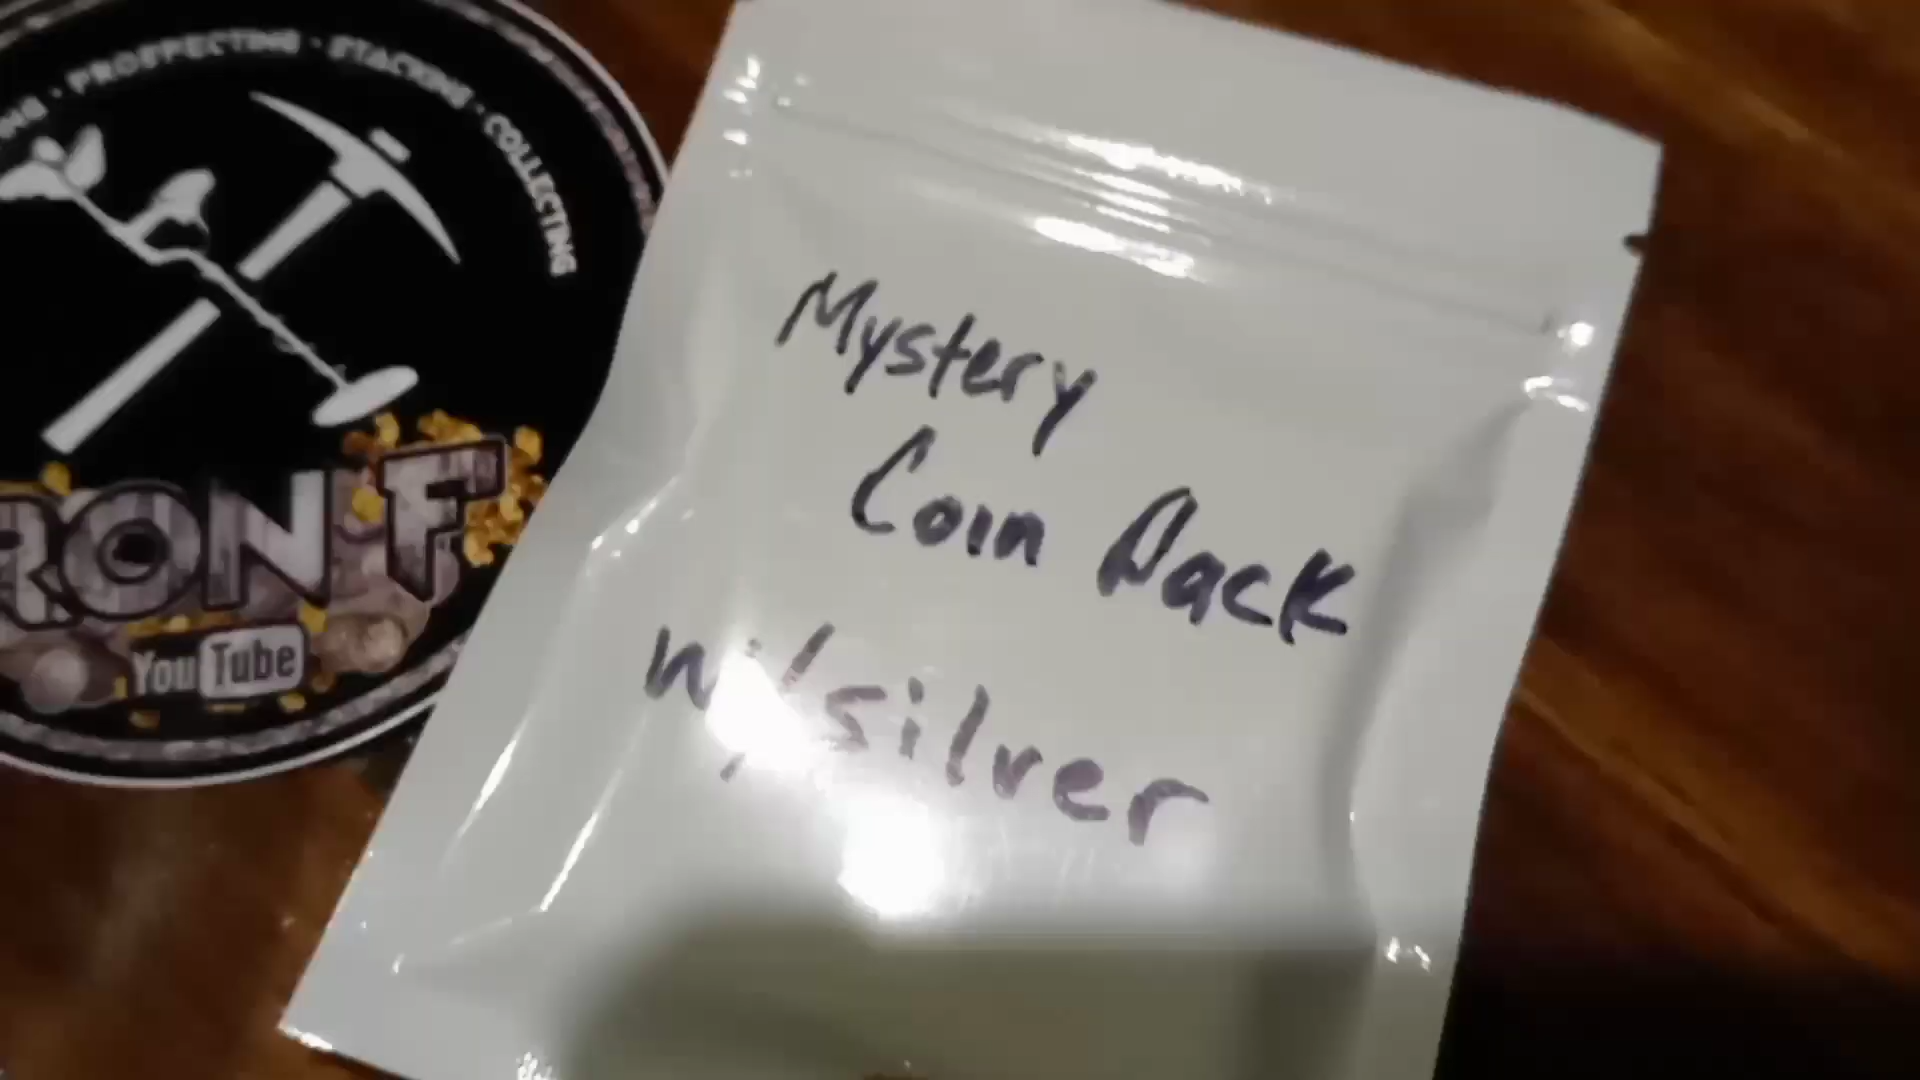 PROSPECTING · STACKING · COLLECTING
RON F
YouTube
Mystery
Coin Pack
w/silver